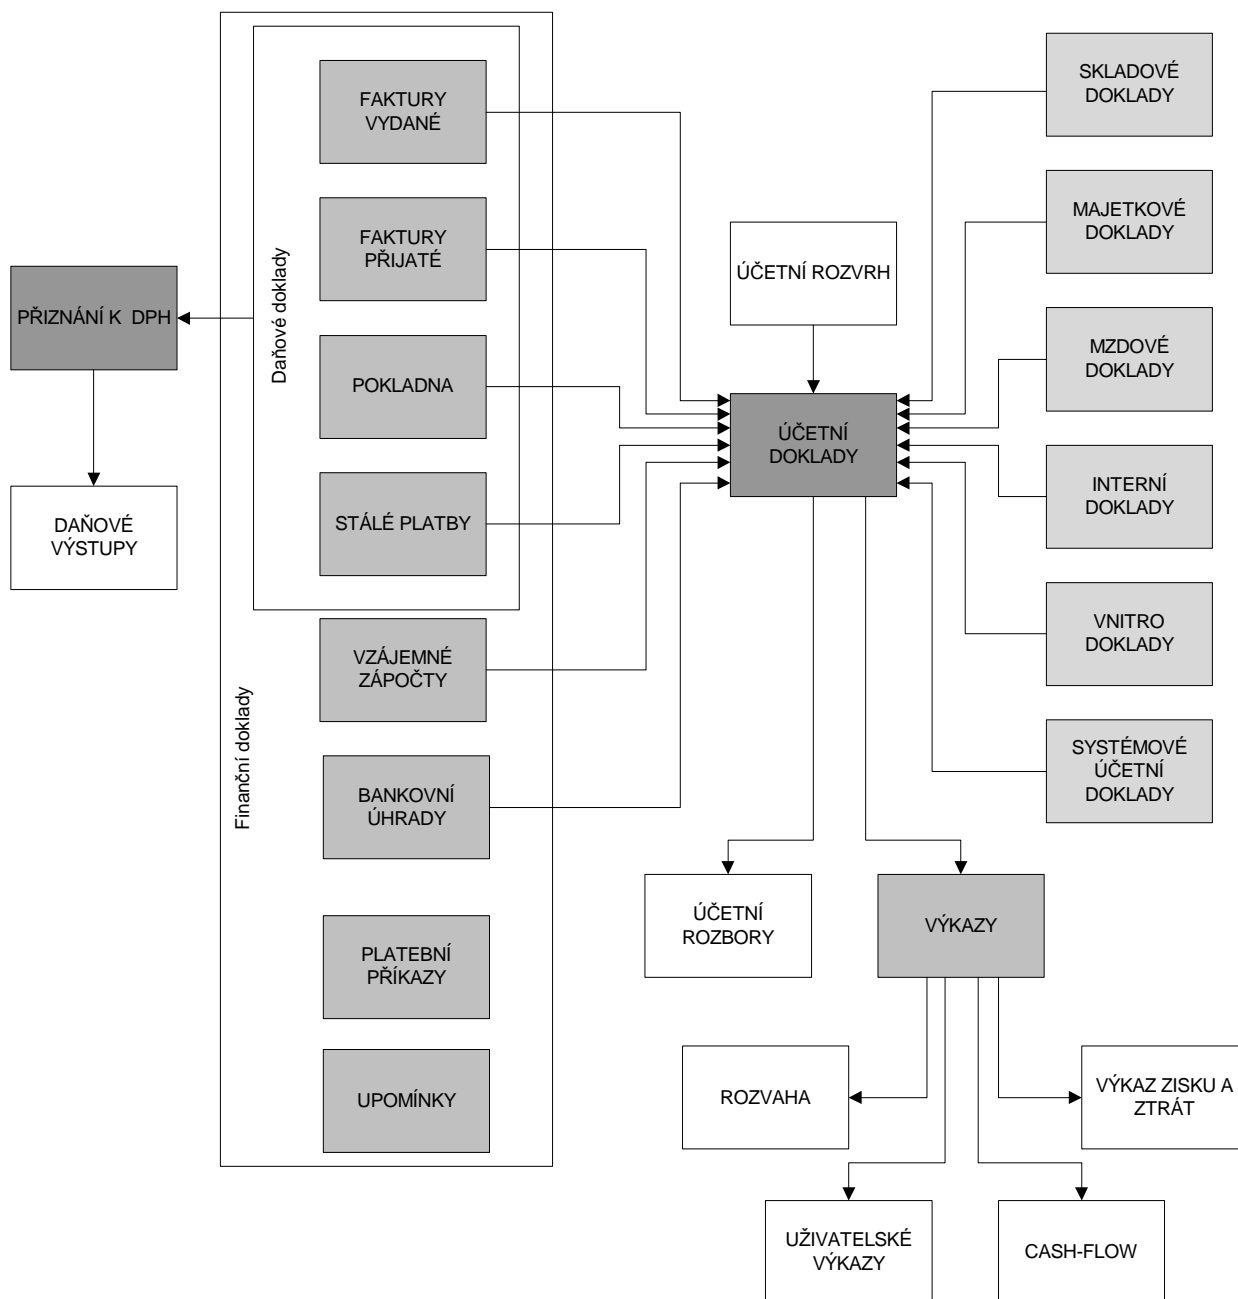 FAKTURY
VYDANÉ
FAKTURY
PŘIJATÉ
POKLADNA
STÁLÉ PLATBY
Daňové doklady
VZÁJEMNÉ
ZÁPOČTY
BANKOVNÍ
ÚHRADY
PLATEBNÍ
PŘÍKAZY
UPOMÍNKY
Finanční doklady
PŘIZNÁNÍ K  DPH
DAŇOVÉ
VÝSTUPY
ÚČETNÍ ROZVRH
ÚČETNÍ
DOKLADY
SKLADOVÉ
DOKLADY
MAJETKOVÉ
DOKLADY
MZDOVÉ
DOKLADY
INTERNÍ
DOKLADY
VNITRO
DOKLADY
SYSTÉMOVÉ
ÚČETNÍ
DOKLADY
ÚČETNÍ
ROZBORY
VÝKAZY
ROZVAHA
VÝKAZ ZISKU A
ZTRÁT
UŽIVATELSKÉ
VÝKAZY
CASH-FLOW